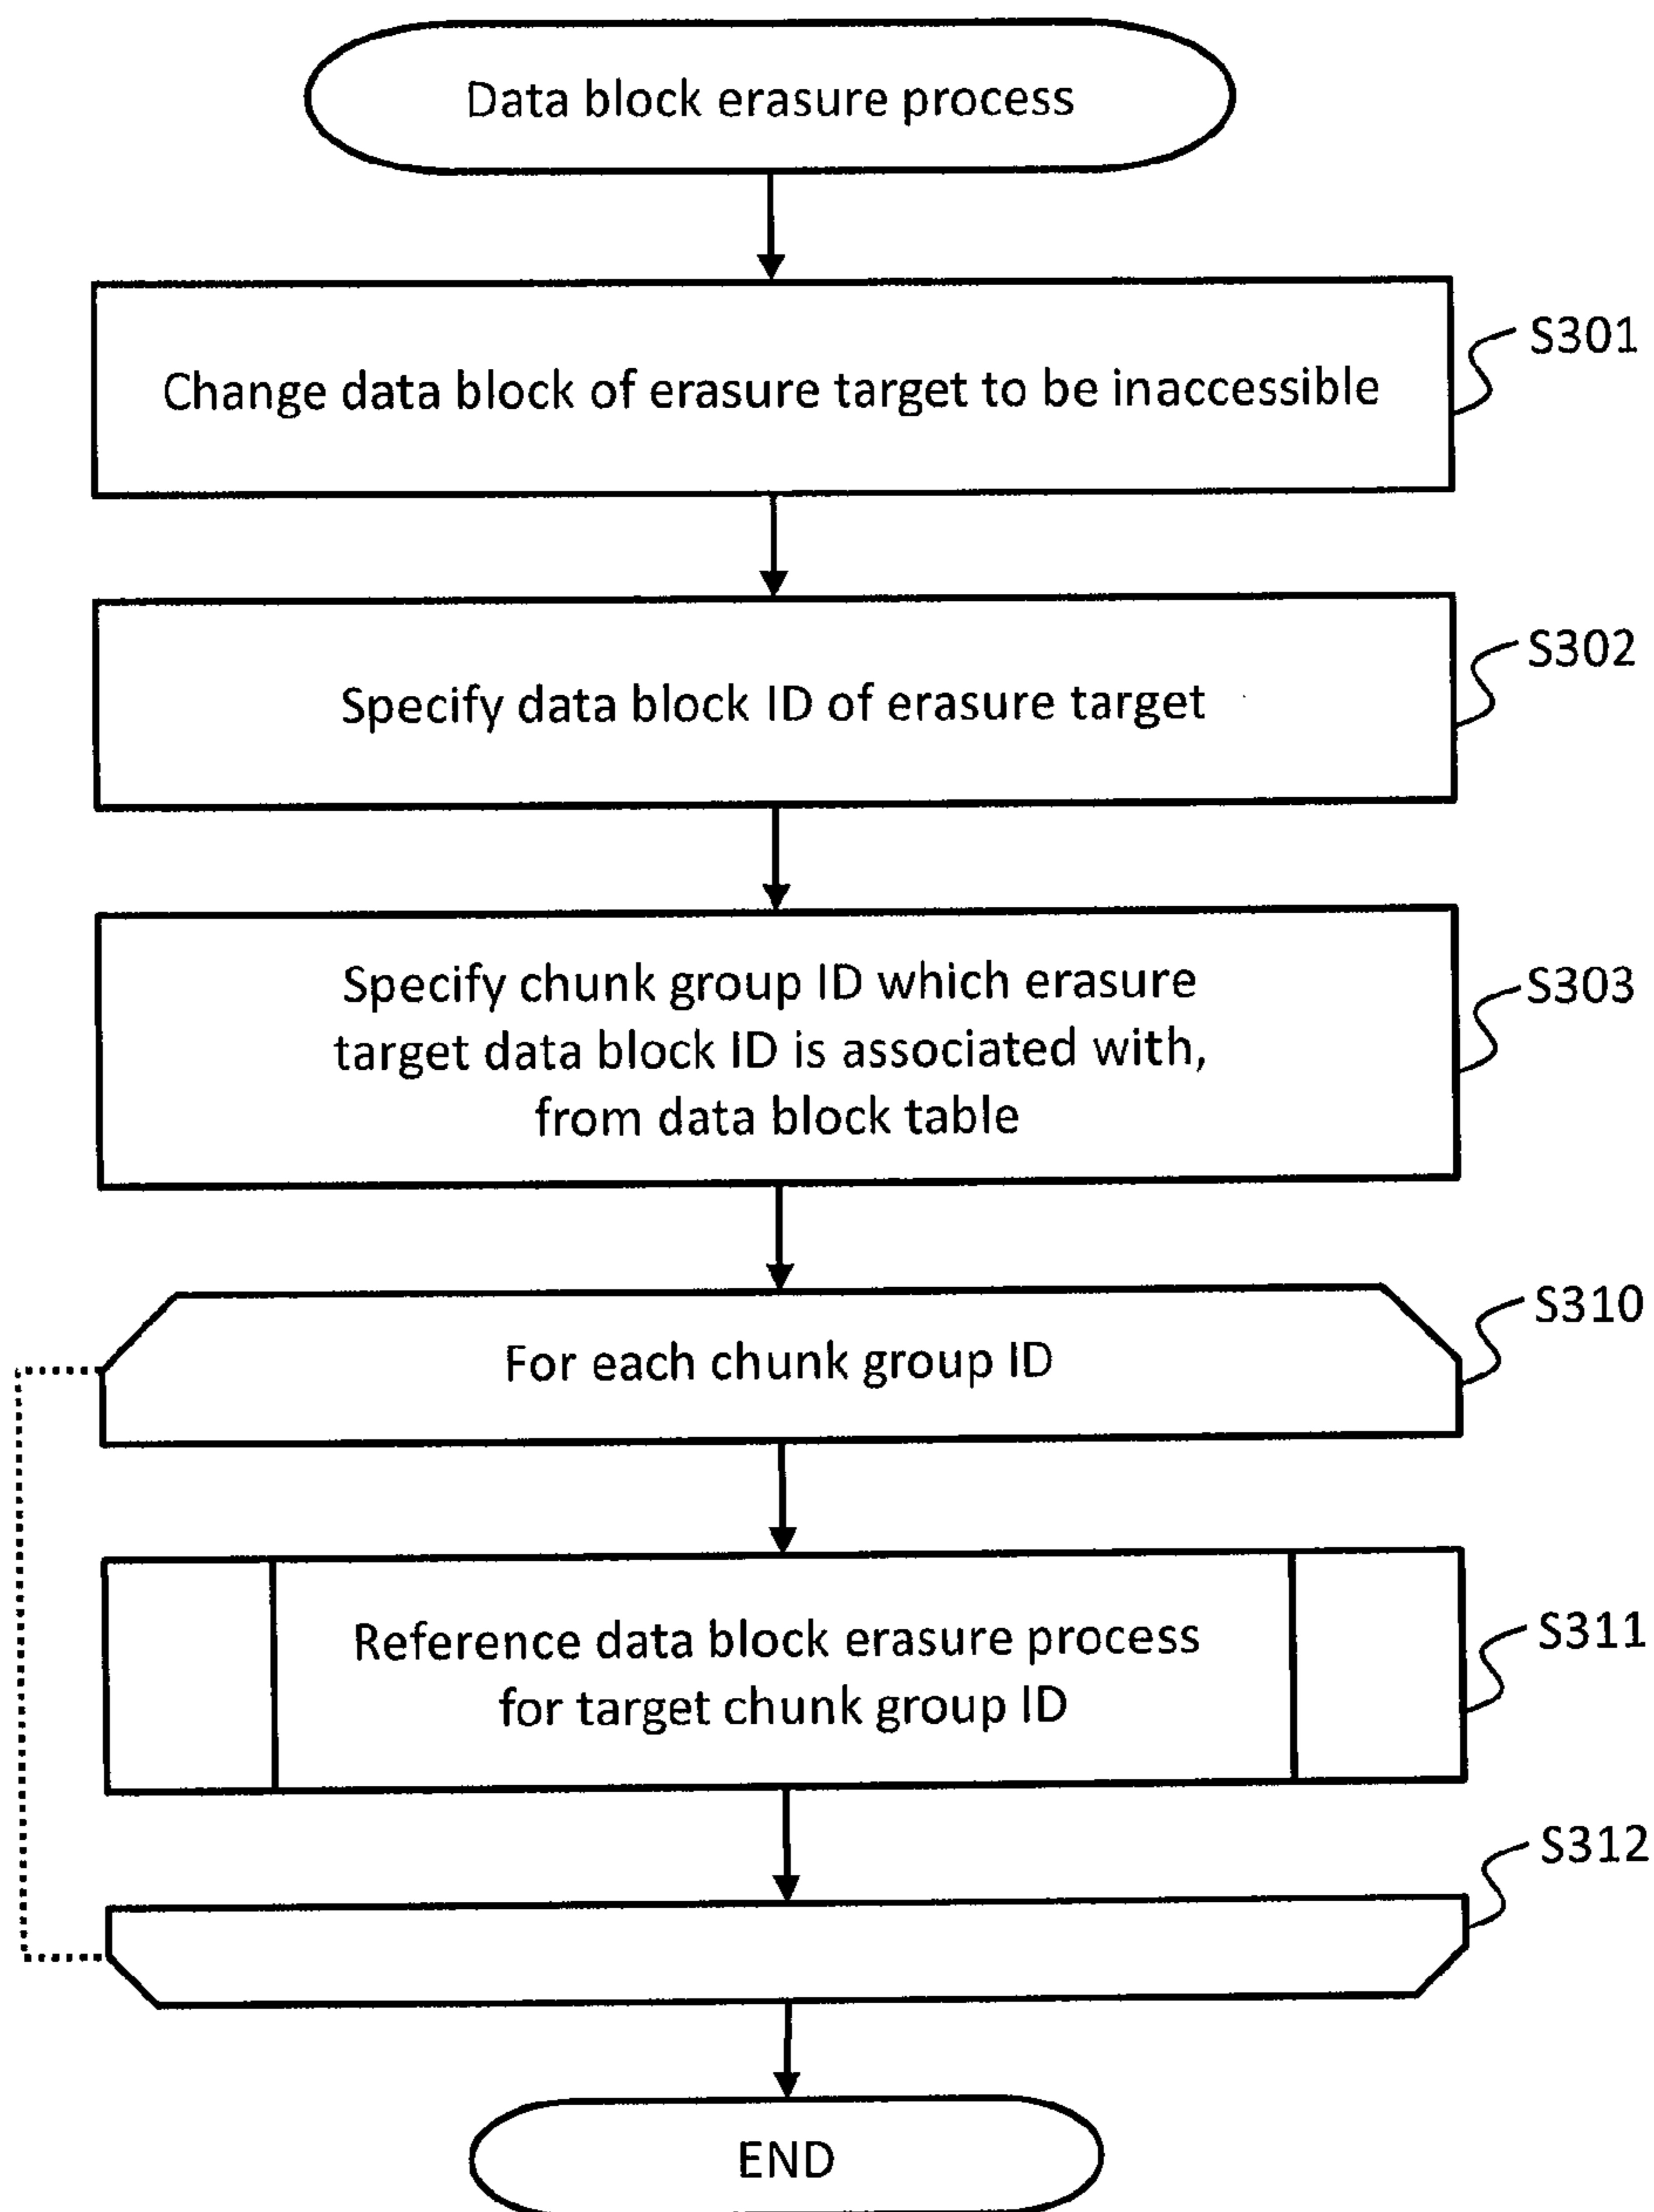 Data block erasure process
Change data block of erasure target to be inaccessible
S301
Specify data block ID of erasure target
S302
Specify chunk group ID which erasure
target data block ID is associated with,
from data block table
S303
For each chunk group ID
S310
Reference data block erasure process
for target chunk group ID
S311
S312
END